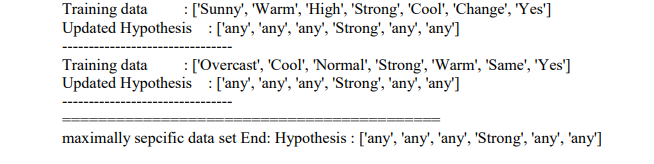 Training data : ['Sunny', 'Warm', 'High', 'Strong', 'Cool', 'Change', 'Yes']
Updated Hypothesis : ['any', 'any', 'any', 'Strong', 'any', 'any']
--------------------------------
Training data : ['Overcast', 'Cool', 'Normal', 'Strong', 'Warm', 'Same', 'Yes']
Updated Hypothesis : ['any', 'any', 'any', 'Strong', 'any', 'any']
--------------------------------
==========================================
maximally sepcific data set End: Hypothesis : ['any', 'any', 'any', 'Strong', 'any', 'any']